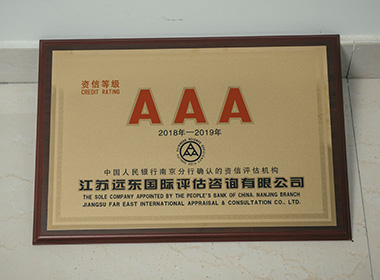 资信等级
CREDIT RATING
AAA
2018年—2019年
中国人民银行南京分行确认的资信评估机构
江苏远东国际评估咨询有限公司
THE SOLE COMPANY APPOINTED BY THE PEOPLE'S BANK OF CHINA, NANJING BRANCH
JIANGSU FAR EAST INTERNATIONAL APPRAISAL & CONSULTATION CO., LTD.